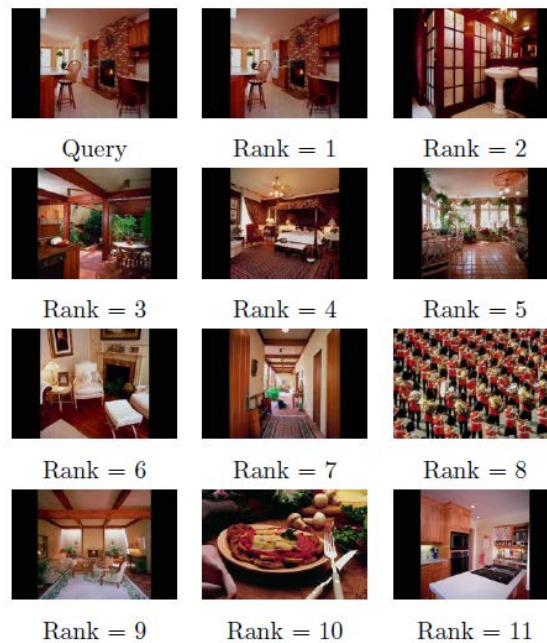 Query Rank = 1 Rank = 2
Rank = 3 Rank = 4 Rank = 5
Rank = 6 Rank = 7 Rank = 8
Rank = 9 Rank = 10 Rank = 11